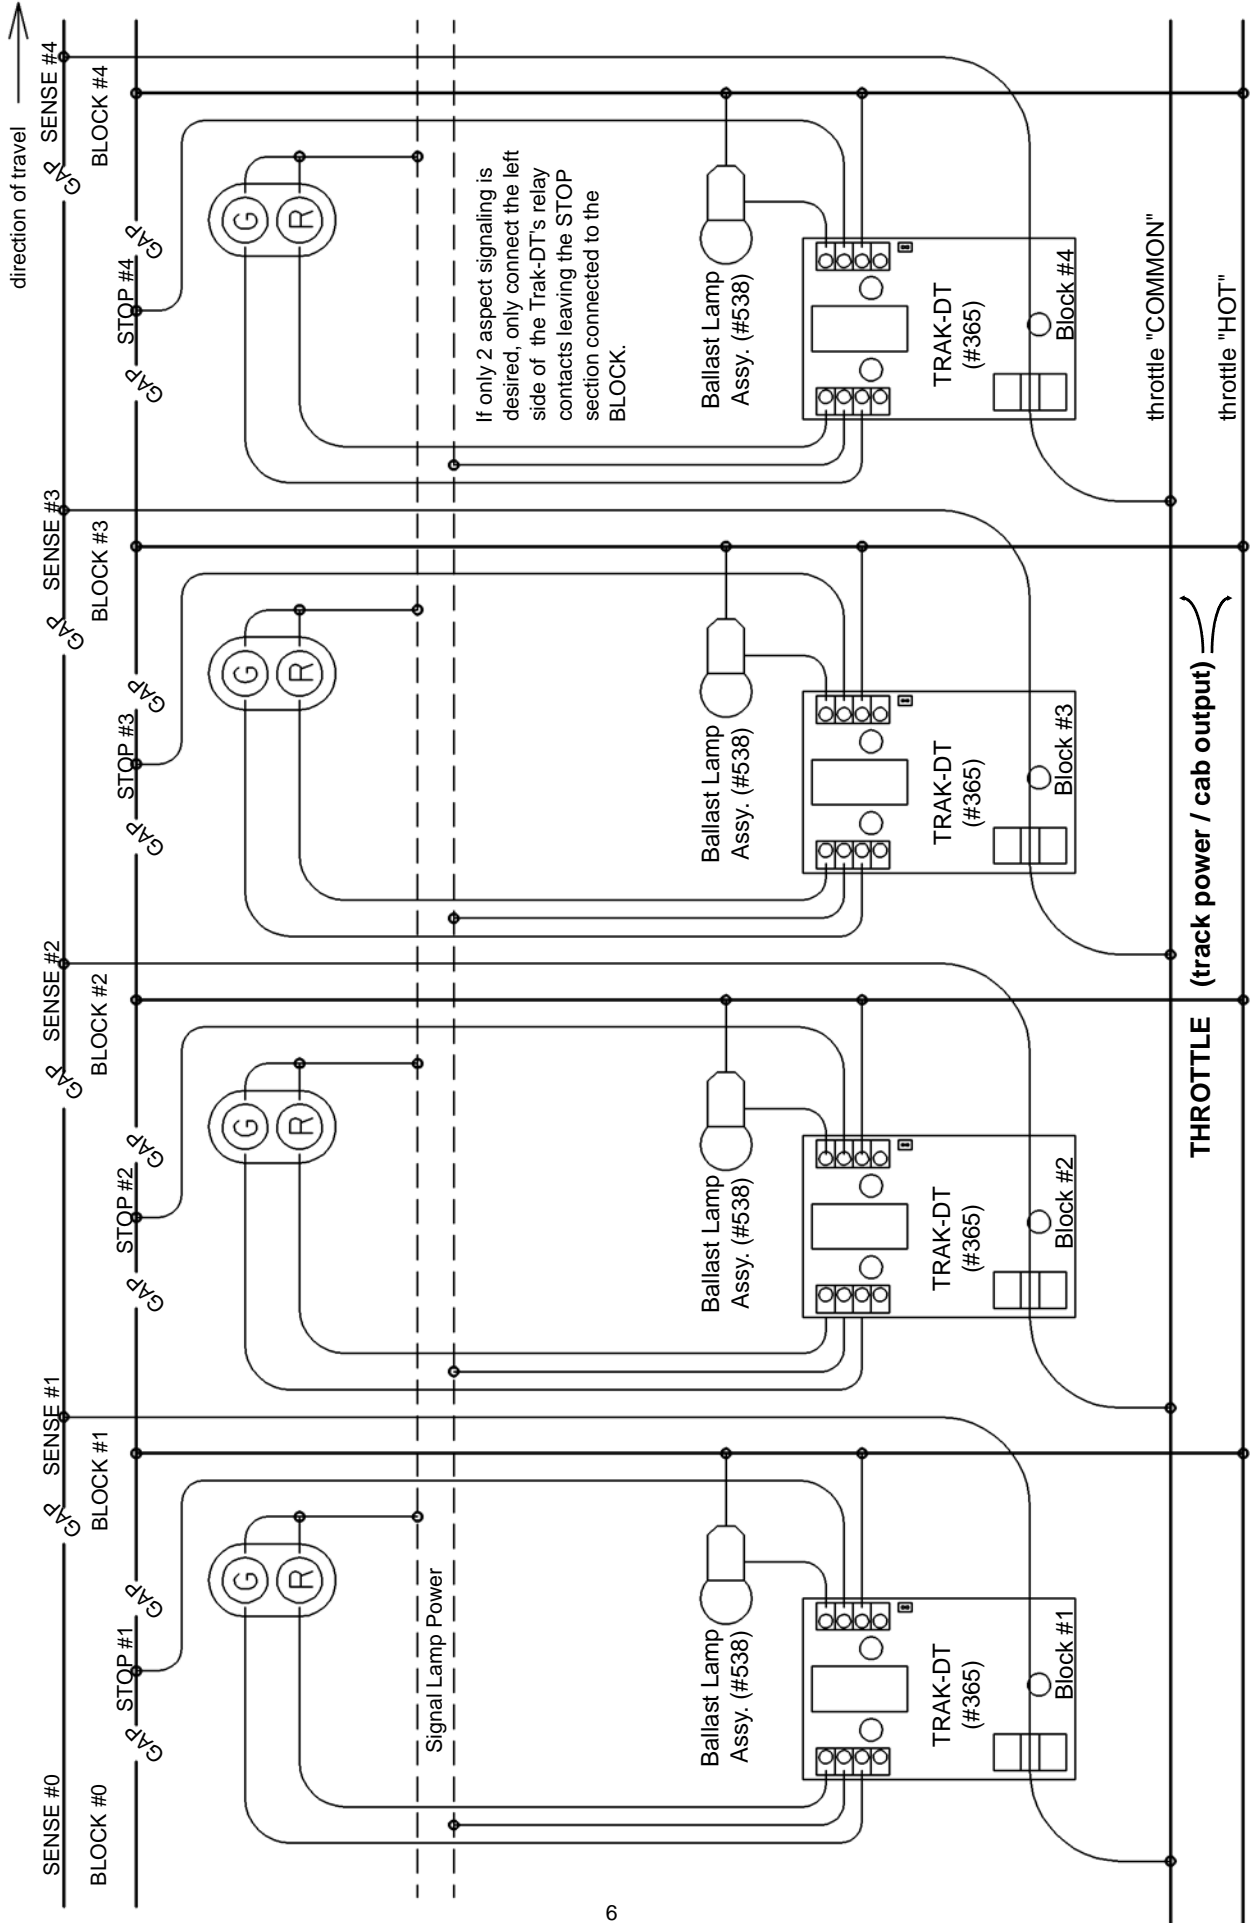 direction of travel
SENSE #0
GAP
SENSE #1
GAP
SENSE #2
GAP
SENSE #3
GAP
SENSE #4
BLOCK #0
BLOCK #1
BLOCK #2
BLOCK #3
BLOCK #4
GAP
STOP #1
GAP
GAP
STOP #2
GAP
GAP
STOP #3
GAP
GAP
STOP #4
GAP
G
R
G
R
G
R
G
R
Signal Lamp Power
If only 2 aspect signaling is
desired, only connect the left
side of the Trak-DT's relay
contacts leaving the STOP
section connected to the
BLOCK.
Ballast Lamp
Assy. (#538)
Ballast Lamp
Assy. (#538)
Ballast Lamp
Assy. (#538)
Ballast Lamp
Assy. (#538)
TRAK-DT
(#365)
Block #1
TRAK-DT
(#365)
Block #2
TRAK-DT
(#365)
Block #3
TRAK-DT
(#365)
Block #4
throttle "COMMON"
THROTTLE (track power / cab output)
throttle "HOT"
6